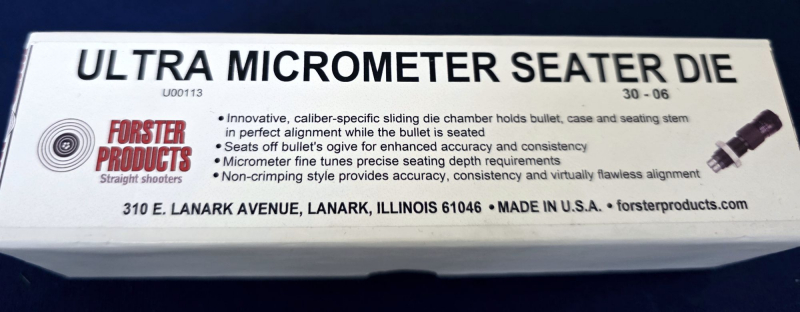 ULTRA MICROMETER SEATER DIE
U00113
30 - 06
FORSTER
PRODUCTS
Straight shooters
• Innovative, caliber-specific sliding die chamber holds bullet, case and seating stem
in perfect alignment while the bullet is seated
• Seats off bullet's ogive for enhanced accuracy and consistency
• Micrometer fine tunes precise seating depth requirements
• Non-crimping style provides accuracy, consistency and virtually flawless alignment
310 E. LANARK AVENUE, LANARK, ILLINOIS 61046 • MADE IN U.S.A. • forsterproducts.com